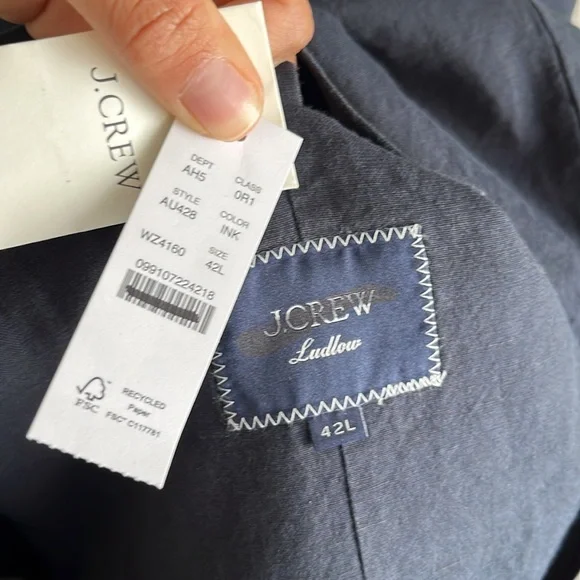 J.CREW
DEPT CLASS
AH5 0R1
STYLE COLOR
AU428 INK
WZ4160 SIZE
42L
099107224218
FSC
RECYCLED
Paper
FSC® C117781
J.CREW
Ludlow
42L